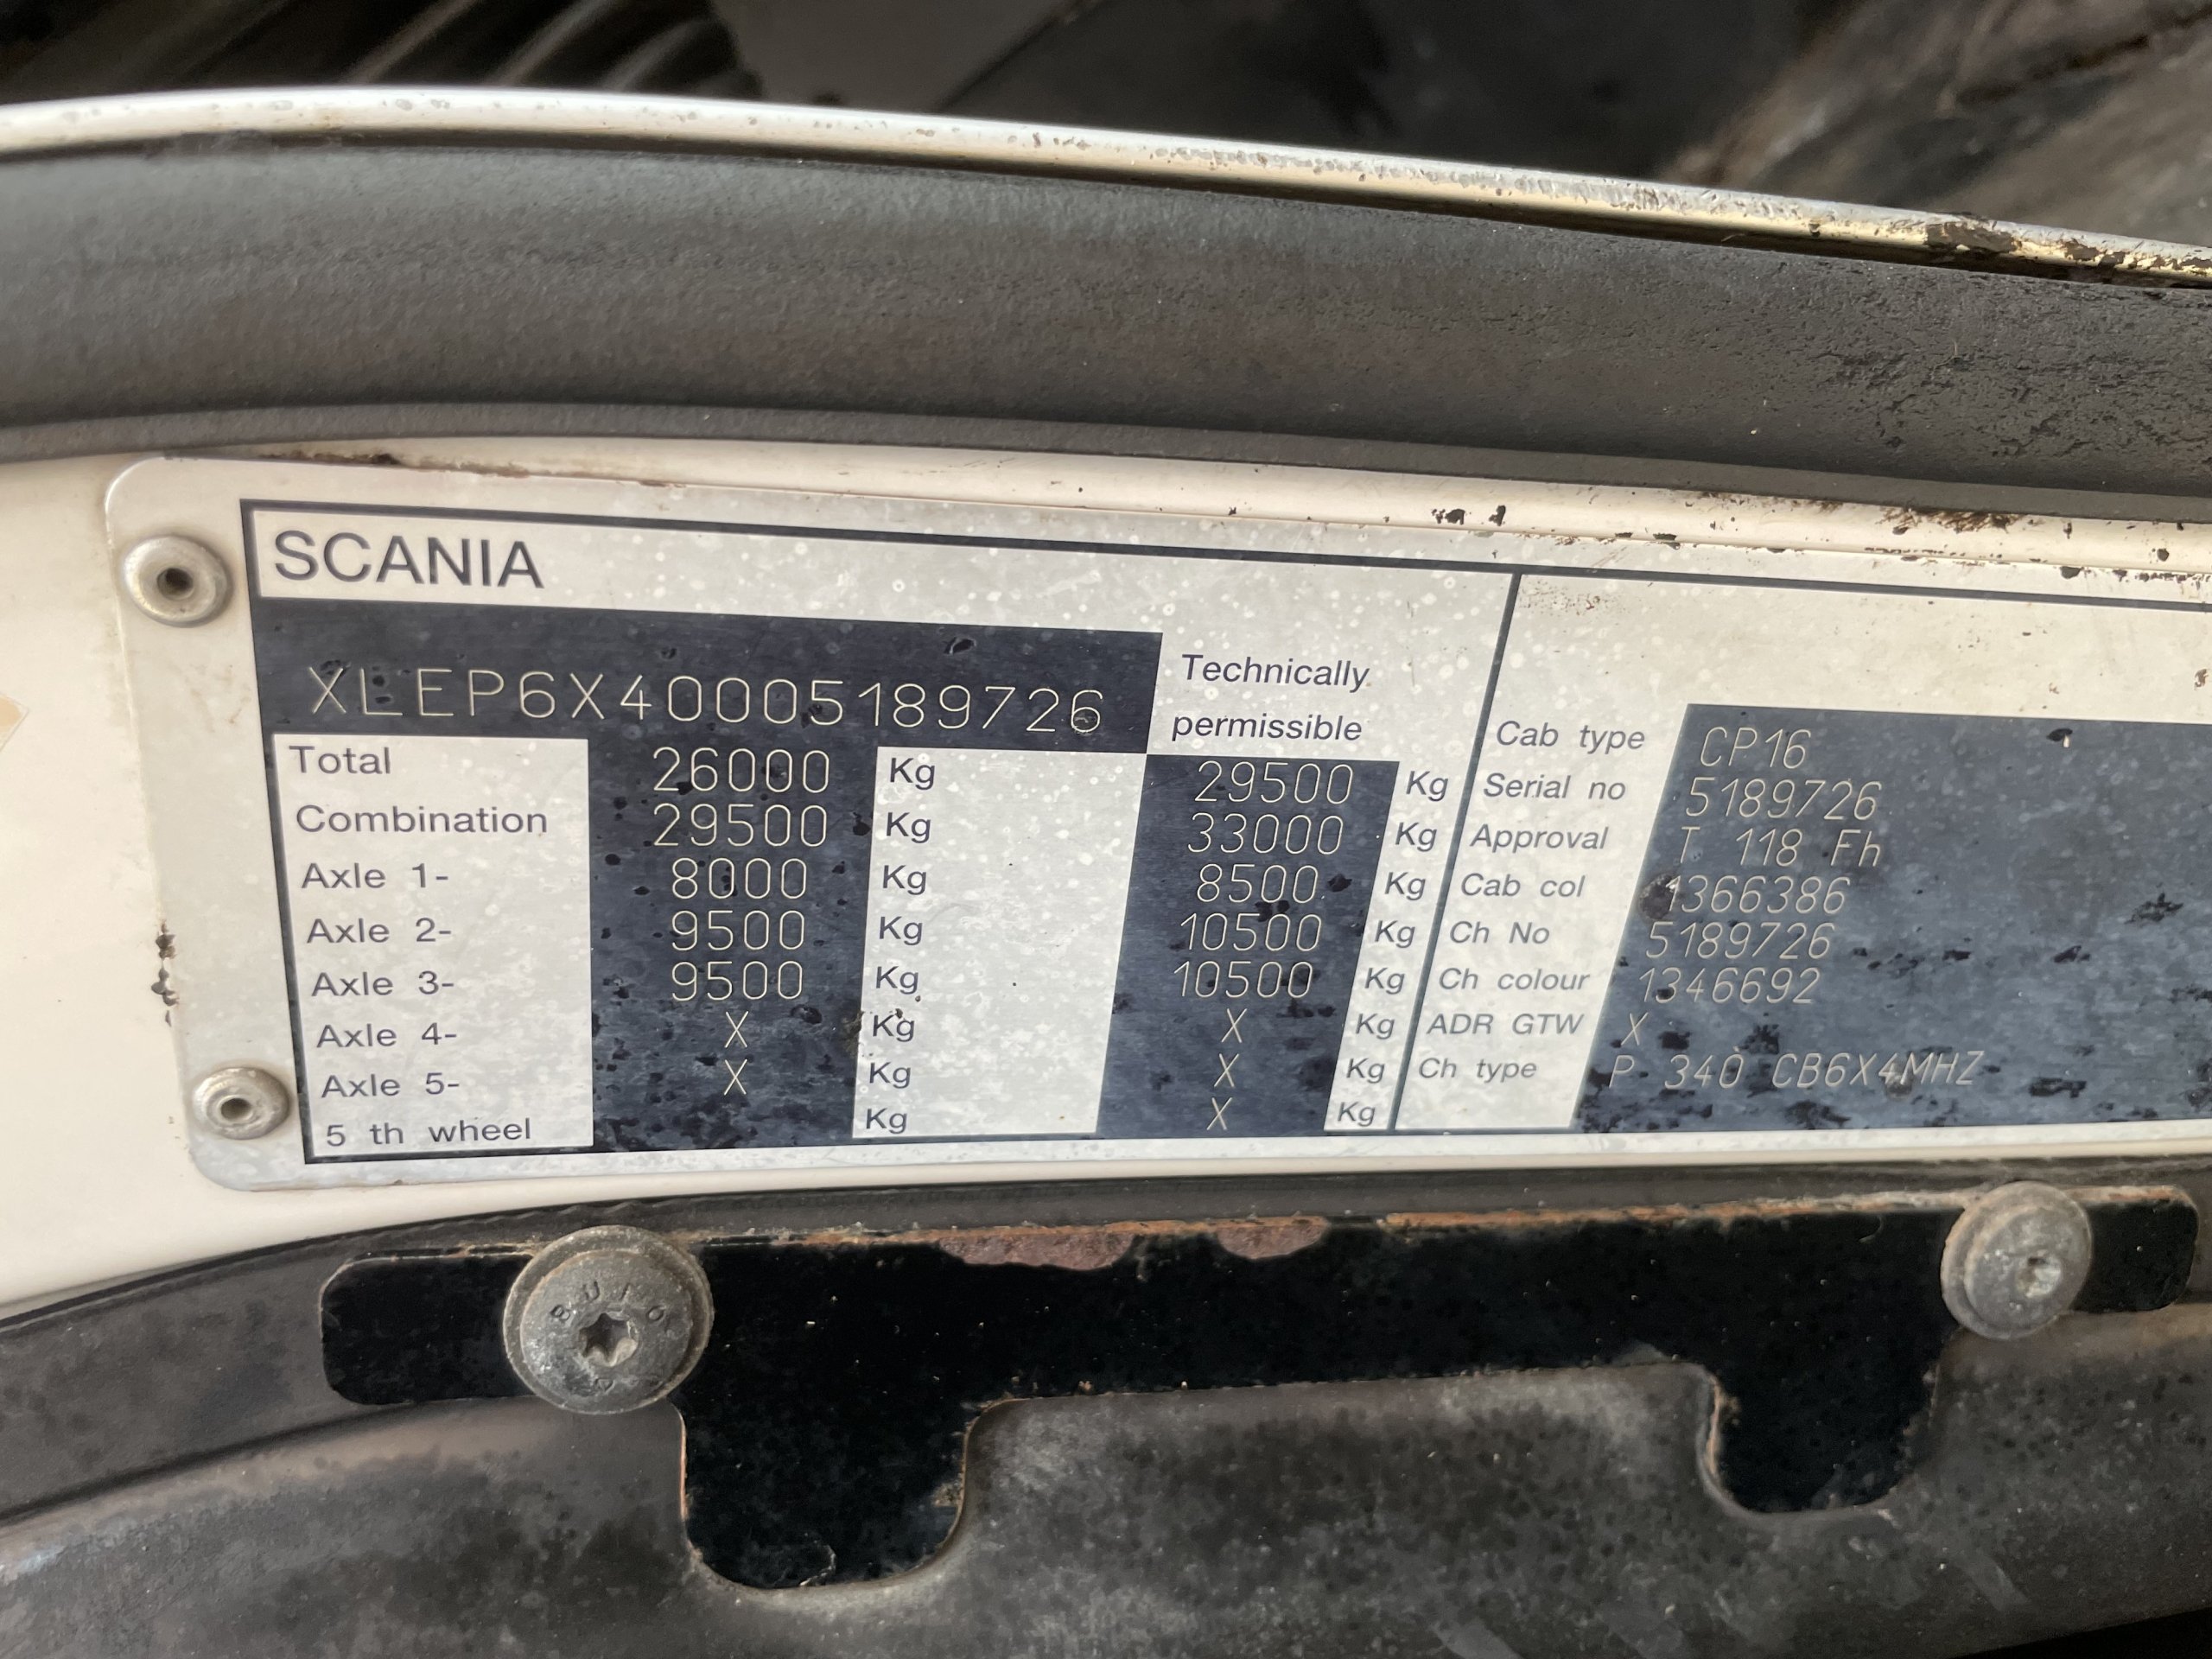 SCANIA
XLEP6X40005189726
Technically
permissible
Total 26000 Kg 29500 Kg
Combination 29500 Kg 33000 Kg
Axle 1- 8000 Kg 8500 Kg
Axle 2- 9500 Kg 10500 Kg
Axle 3- 9500 Kg 10500 Kg
Axle 4- X Kg X Kg
Axle 5- X Kg X Kg
5 th wheel Kg X Kg
Cab type CP16
Serial no 5189726
Approval T 118 Fh
Cab col 1366386
Ch No 5189726
Ch colour 1346692
ADR GTW X
Ch type P 340 CB6X4MHZ